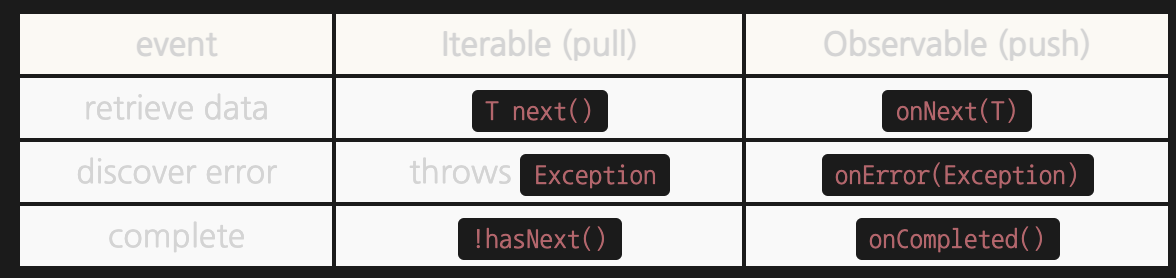 event Iterable (pull) Observable (push)
retrieve data T next() onNext(T)
discover error throws Exception onError(Exception)
complete !hasNext() onCompleted()